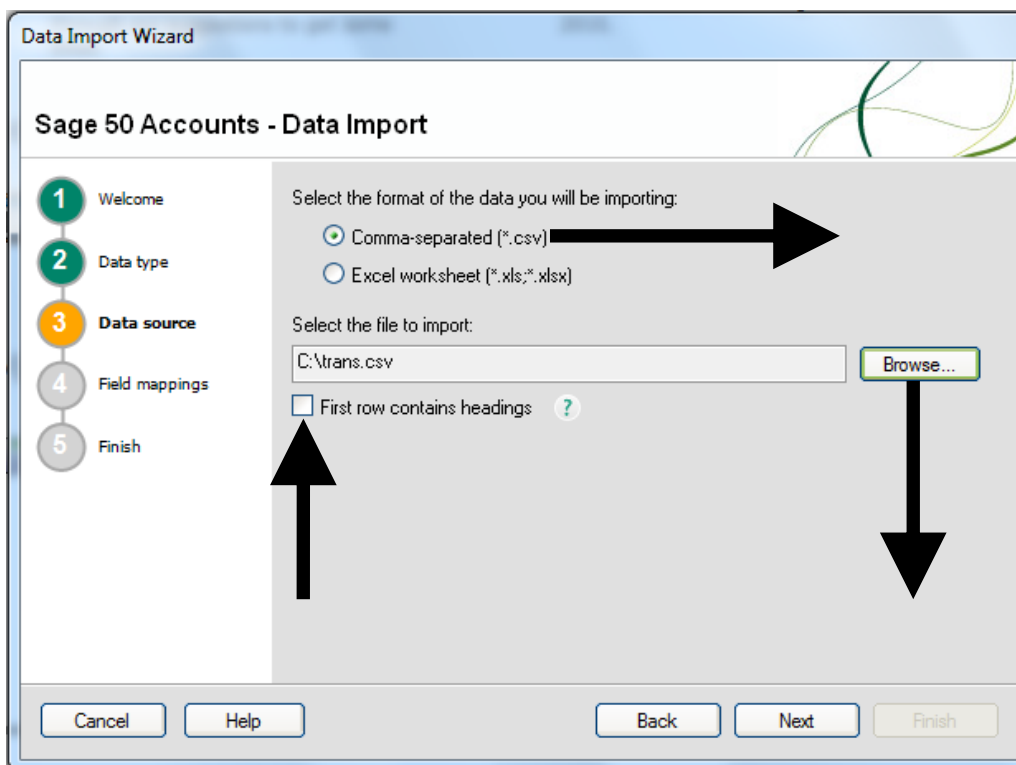 Data Import Wizard
Sage 50 Accounts - Data Import
1 Welcome
2 Data type
3 Data source
4 Field mappings
5 Finish
Select the format of the data you will be importing:
Comma-separated (*.csv)
Excel worksheet (*.xls;*.xlsx)
Select the file to import:
C:\trans.csv
Browse...
First row contains headings ?
Cancel Help Back Next Finish